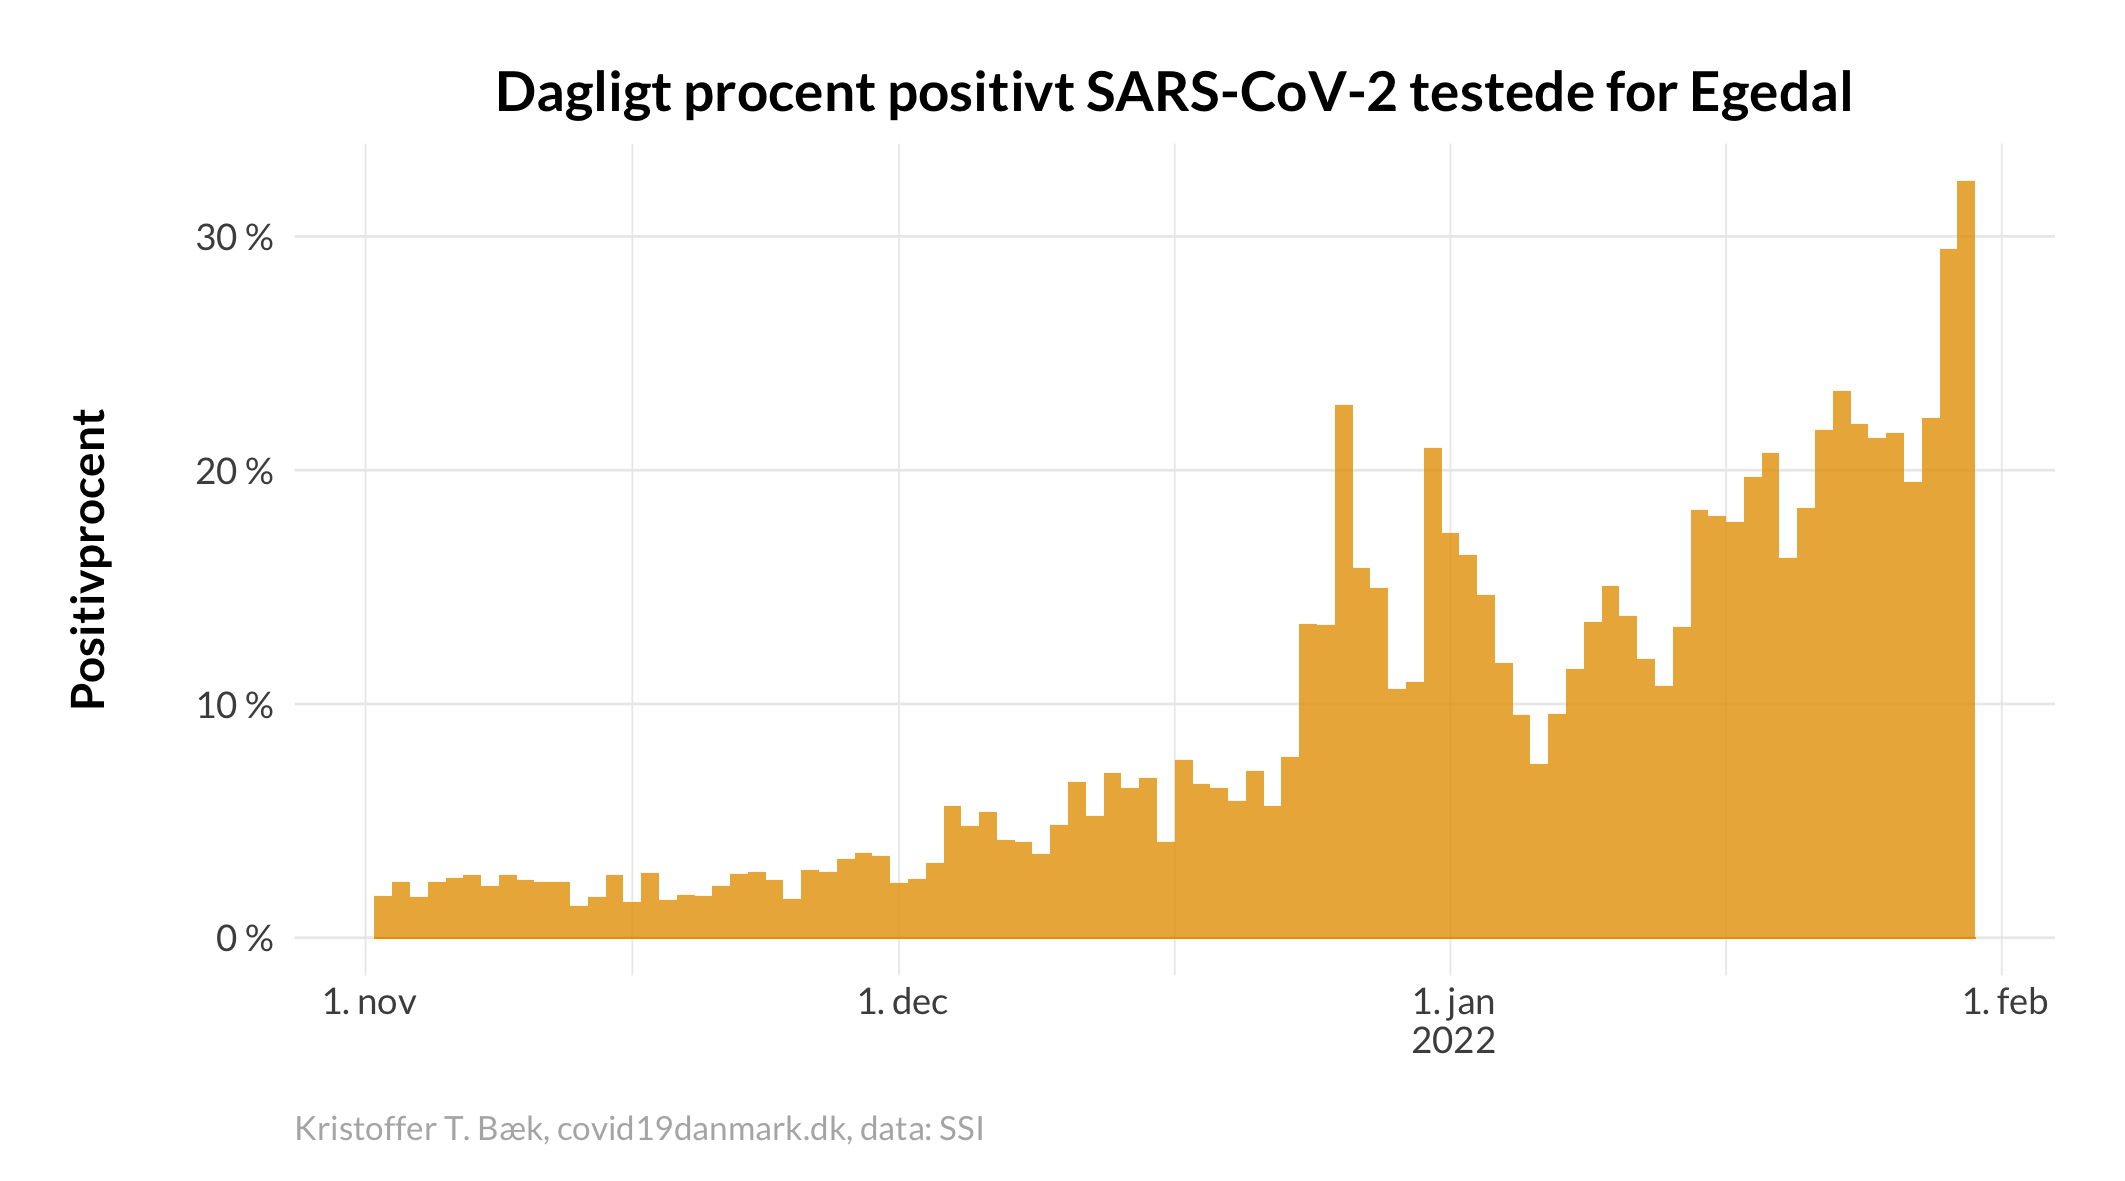 Dagligt procent positivt SARS-CoV-2 testede for Egedal
Positivprocent
30 %
20 %
10 %
0 %
1. nov
1. dec
1. jan
2022
1. feb
Kristoffer T. Bæk, covid19danmark.dk, data: SSI